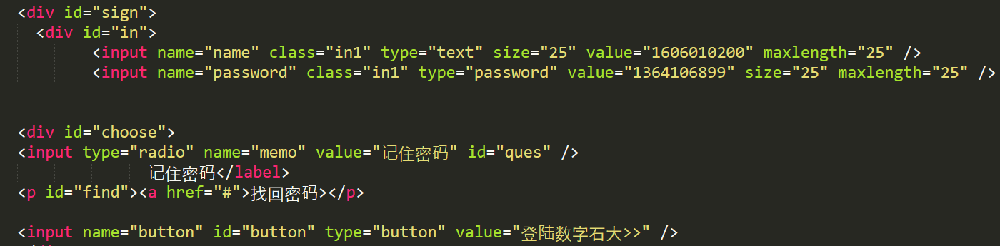 <div id="sign">
<div id="in">
<input name="name" class="in1" type="text" size="25" value="1606010200" maxlength="25" />
<input name="password" class="in1" type="password" value="1364106899" size="25" maxlength="25" />
<div id="choose">
<input type="radio" name="memo" value="记住密码" id="ques" />
记住密码</label>
<p id="find"><a href="#">找回密码></p>
<input name="button" id="button" type="button" value="登陆数字石大>>" />